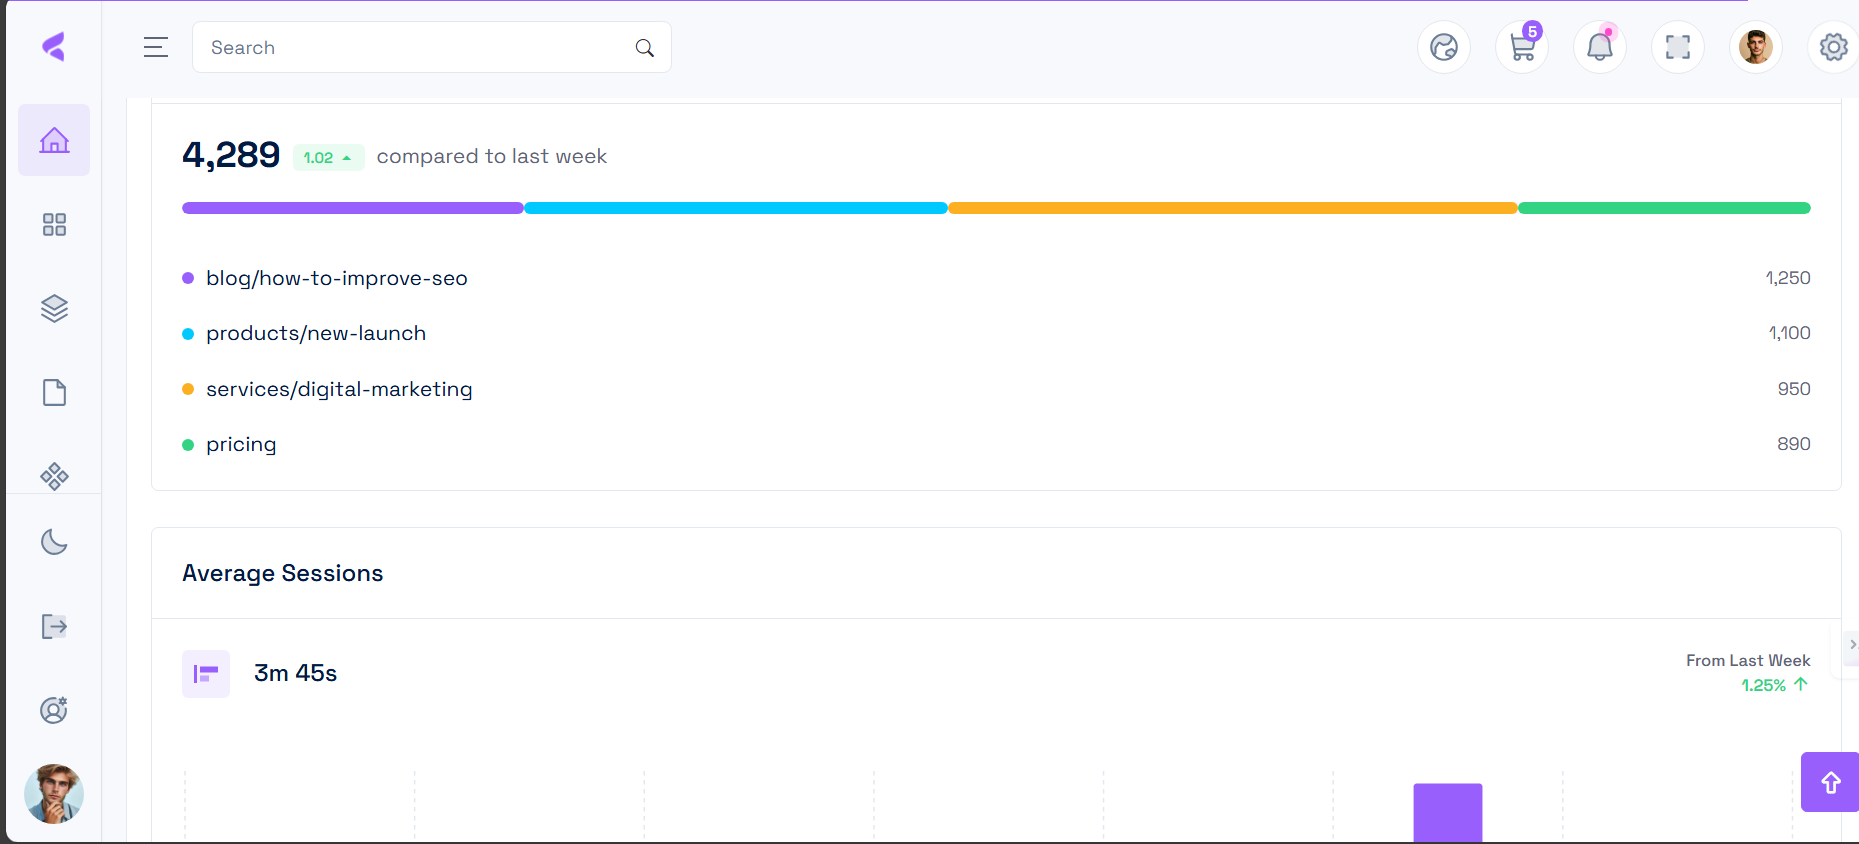 Search
5
4,289 1.02 compared to last week
blog/how-to-improve-seo 1,250
products/new-launch 1,100
services/digital-marketing 950
pricing 890
Average Sessions
3m 45s
From Last Week
1.25%